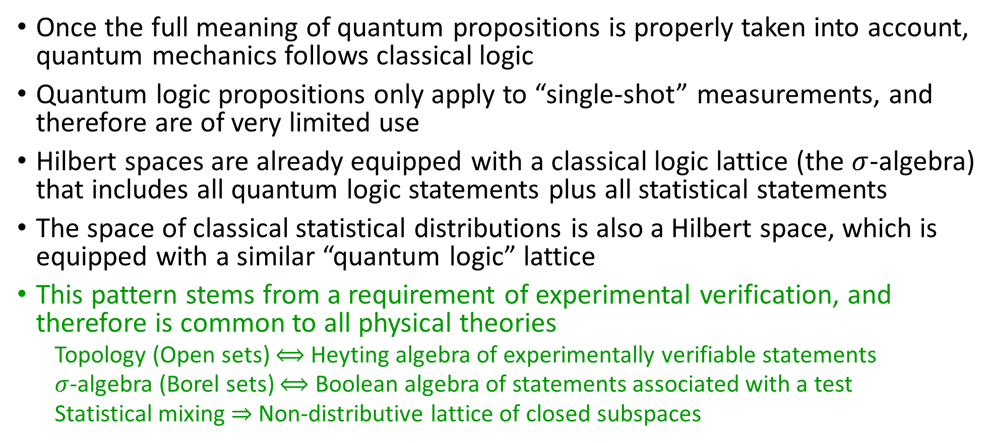 • Once the full meaning of quantum propositions is properly taken into account,
quantum mechanics follows classical logic
• Quantum logic propositions only apply to “single-shot” measurements, and
therefore are of very limited use
• Hilbert spaces are already equipped with a classical logic lattice (the 𝜎-algebra)
that includes all quantum logic statements plus all statistical statements
• The space of classical statistical distributions is also a Hilbert space, which is
equipped with a similar “quantum logic” lattice
• This pattern stems from a requirement of experimental verification, and
therefore is common to all physical theories
Topology (Open sets) ⟺ Heyting algebra of experimentally verifiable statements
𝜎-algebra (Borel sets) ⟺ Boolean algebra of statements associated with a test
Statistical mixing ⇒ Non-distributive lattice of closed subspaces